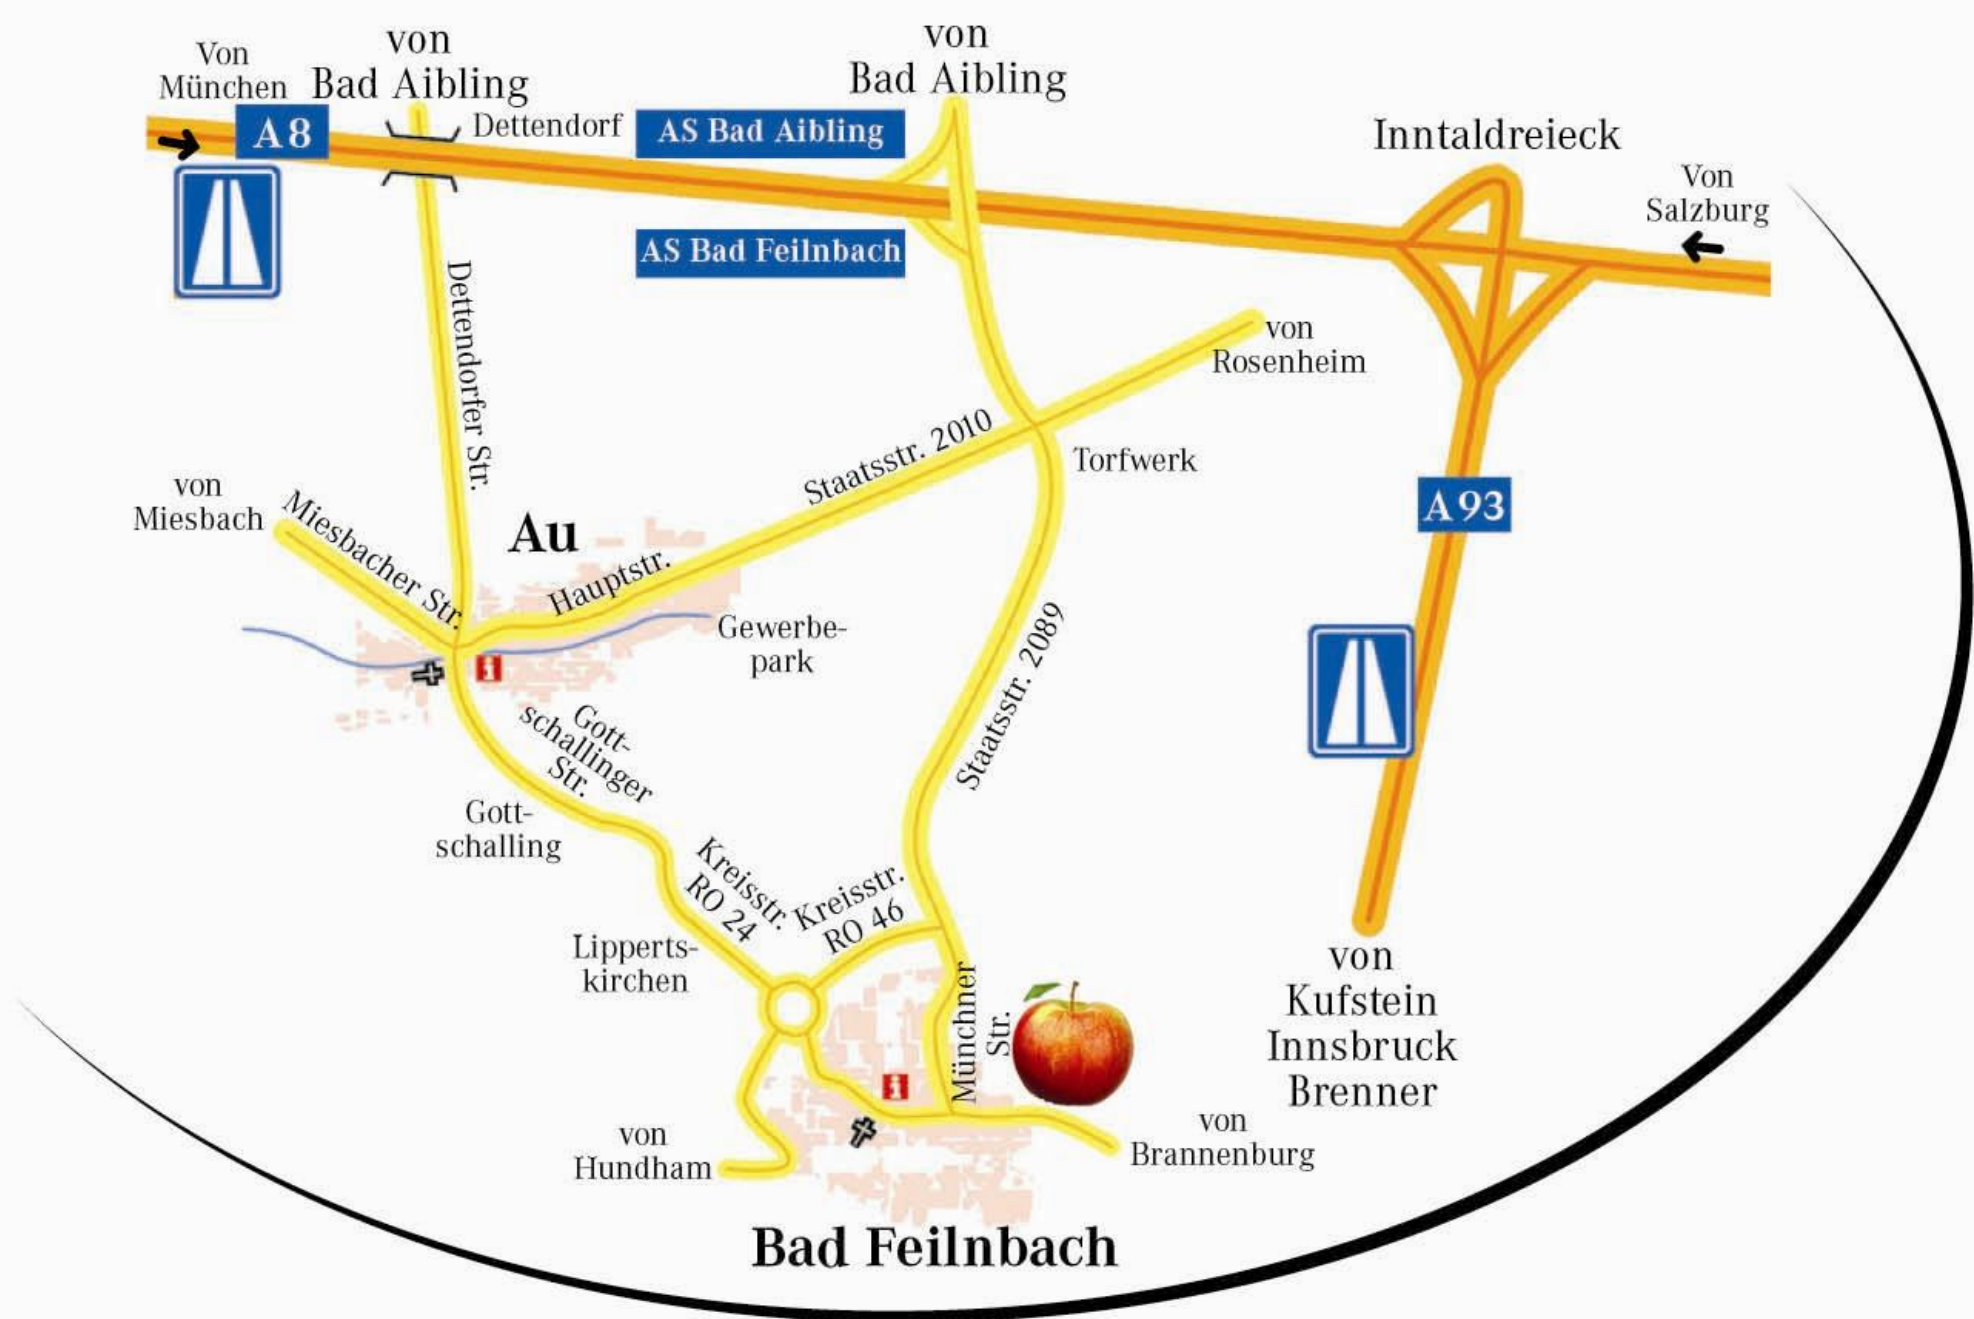 Von
München
von
Bad Aibling
von
Bad Aibling
A 8
Dettendorf
AS Bad Aibling
Inntaldreieck
Von
Salzburg
AS Bad Feilnbach
Dettendorfer Str.
von
Rosenheim
Staatsstr. 2010
Torfwerk
von
Miesbach
Miesbacher Str.
Au
A 93
Hauptstr.
Gewerbe-
park
i
Staatsstr. 2089
Gott-
schallinger
Str.
Gott-
schalling
Kreisstr.
RO 24
Kreisstr.
RO 46
Lipperts-
kirchen
von
Kufstein
Innsbruck
Brenner
Münchner
Str.
i
von
Hundham
von
Brannenburg
Bad Feilnbach